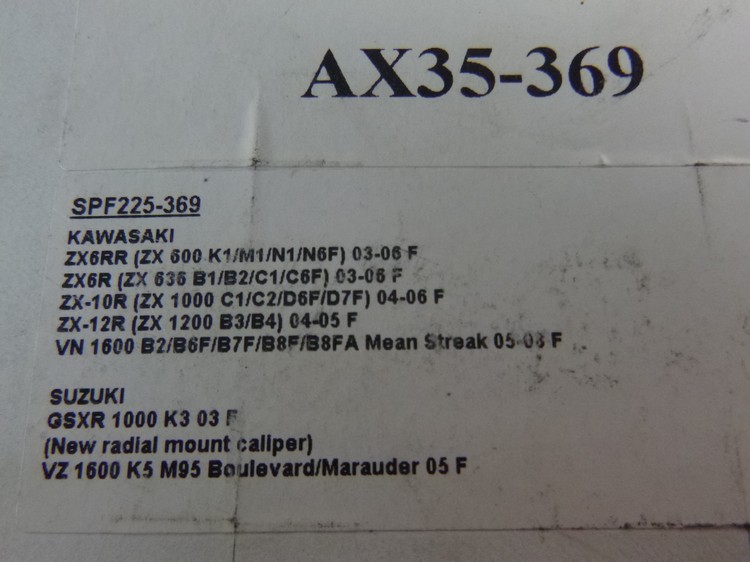 AX35-369
SPF225-369
KAWASAKI
ZX6RR (ZX 600 K1/M1/N1/N6F) 03-06 F
ZX6R (ZX 636 B1/B2/C1/C6F) 03-06 F
ZX-10R (ZX 1000 C1/C2/D6F/D7F) 04-06 F
ZX-12R (ZX 1200 B3/B4) 04-05 F
VN 1600 B2/B6F/B7F/B8F/B8FA Mean Streak 05-08 F
SUZUKI
GSXR 1000 K3 03 F
(New radial mount caliper)
VZ 1600 K5 M95 Boulevard/Marauder 05 F